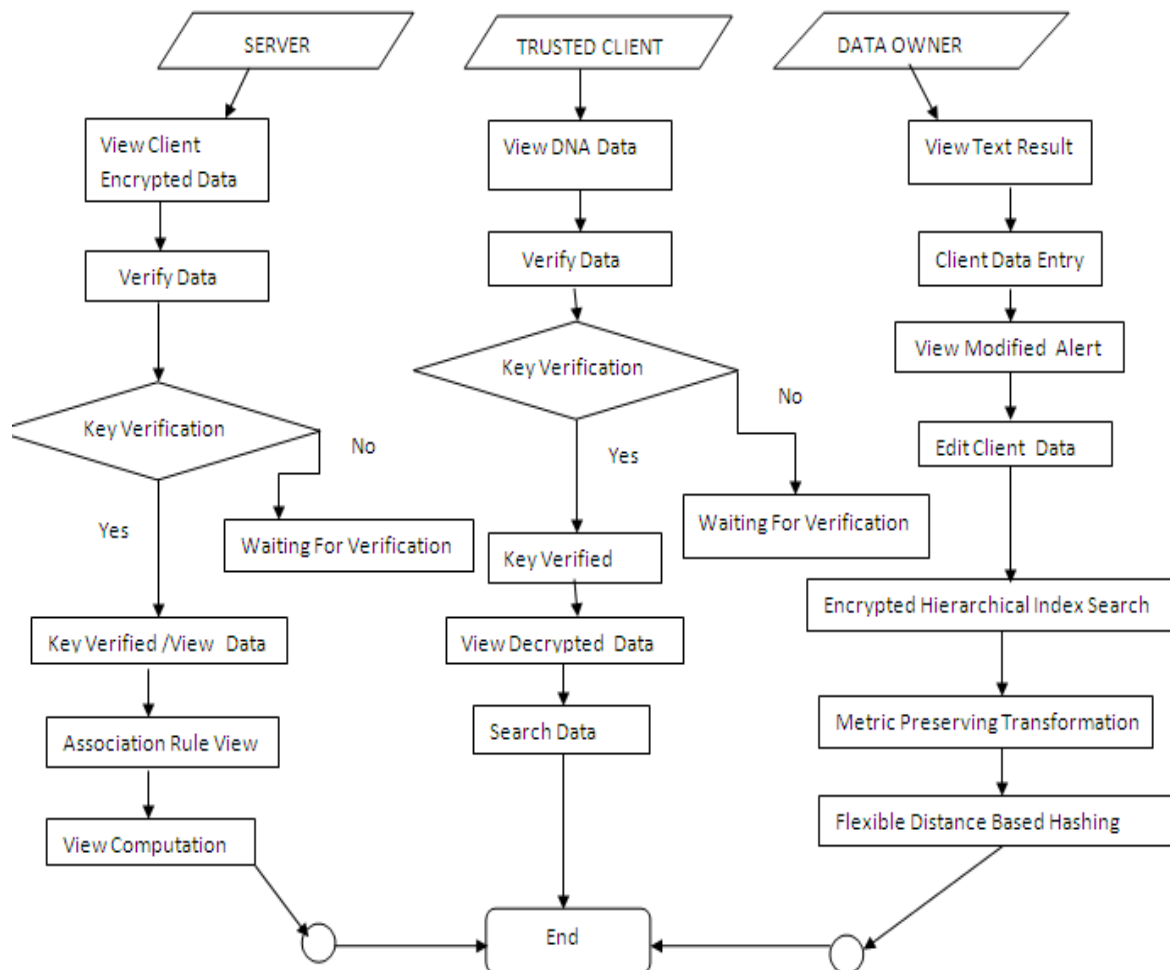 SERVER
View Client
Encrypted Data
Verify Data
Key Verification
No
Yes
Waiting For Verification
Key Verified /View Data
Association Rule View
View Computation
TRUSTED CLIENT
View DNA Data
Verify Data
Key Verification
No
Yes
Waiting For Verification
Key Verified
View Decrypted Data
Search Data
DATA OWNER
View Text Result
Client Data Entry
View Modified Alert
Edit Client Data
Encrypted Hierarchical Index Search
Metric Preserving Transformation
Flexible Distance Based Hashing
End